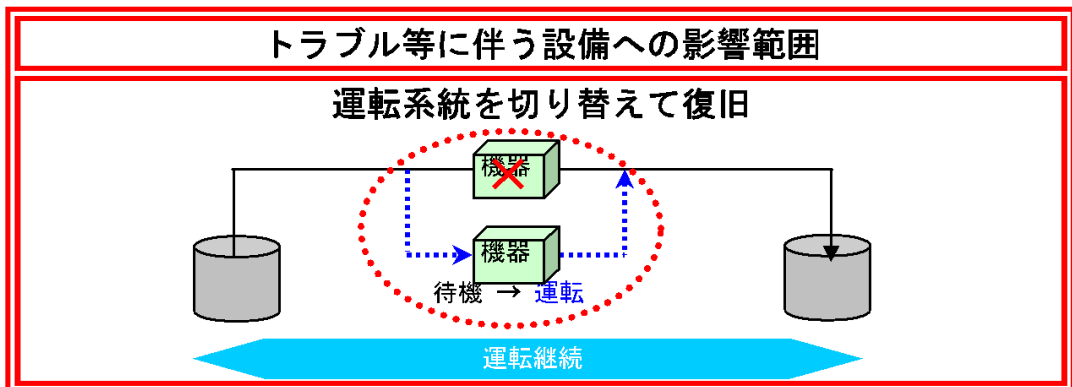 トラブル等に伴う設備への影響範囲
運転系統を切り替えて復旧
機器
機器
待機 → 運転
運転継続